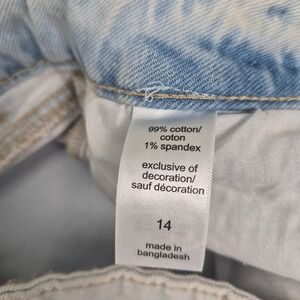 99% cotton/
coton
1% spandex
exclusive of
decoration/
sauf décoration
14
made in
bangladesh